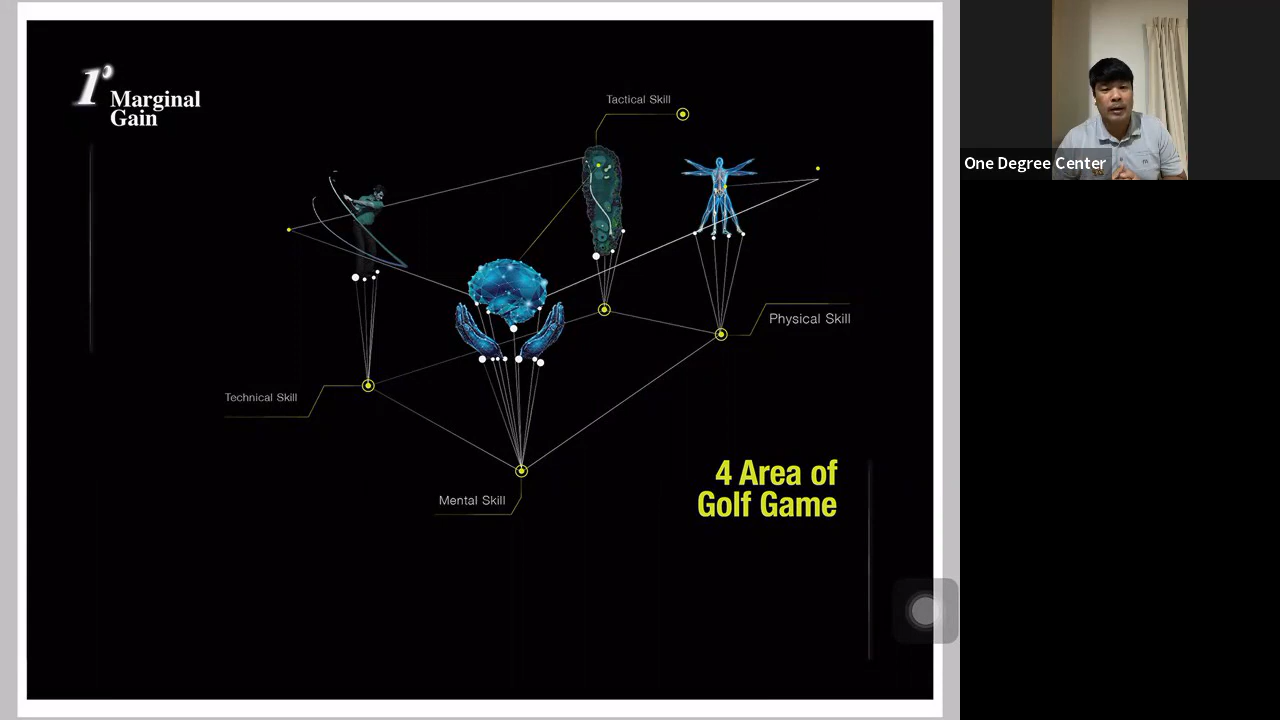 1°
Marginal
Gain
Tactical Skill
Physical Skill
Technical Skill
Mental Skill
4 Area of
Golf Game
One Degree Center